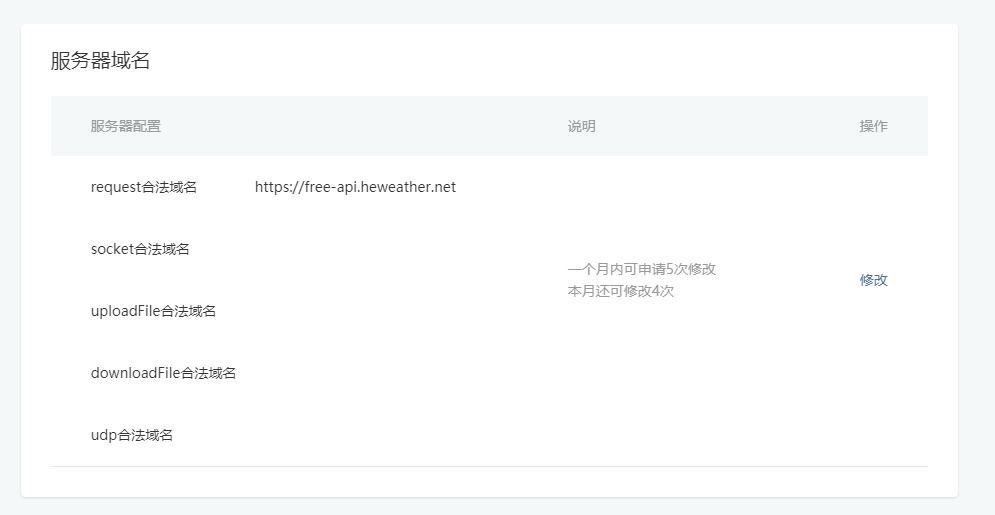 服务器域名
服务器配置 说明 操作
request合法域名 https://free-api.heweather.net
socket合法域名
一个月内可申请5次修改
本月还可修改4次
修改
uploadFile合法域名
downloadFile合法域名
udp合法域名